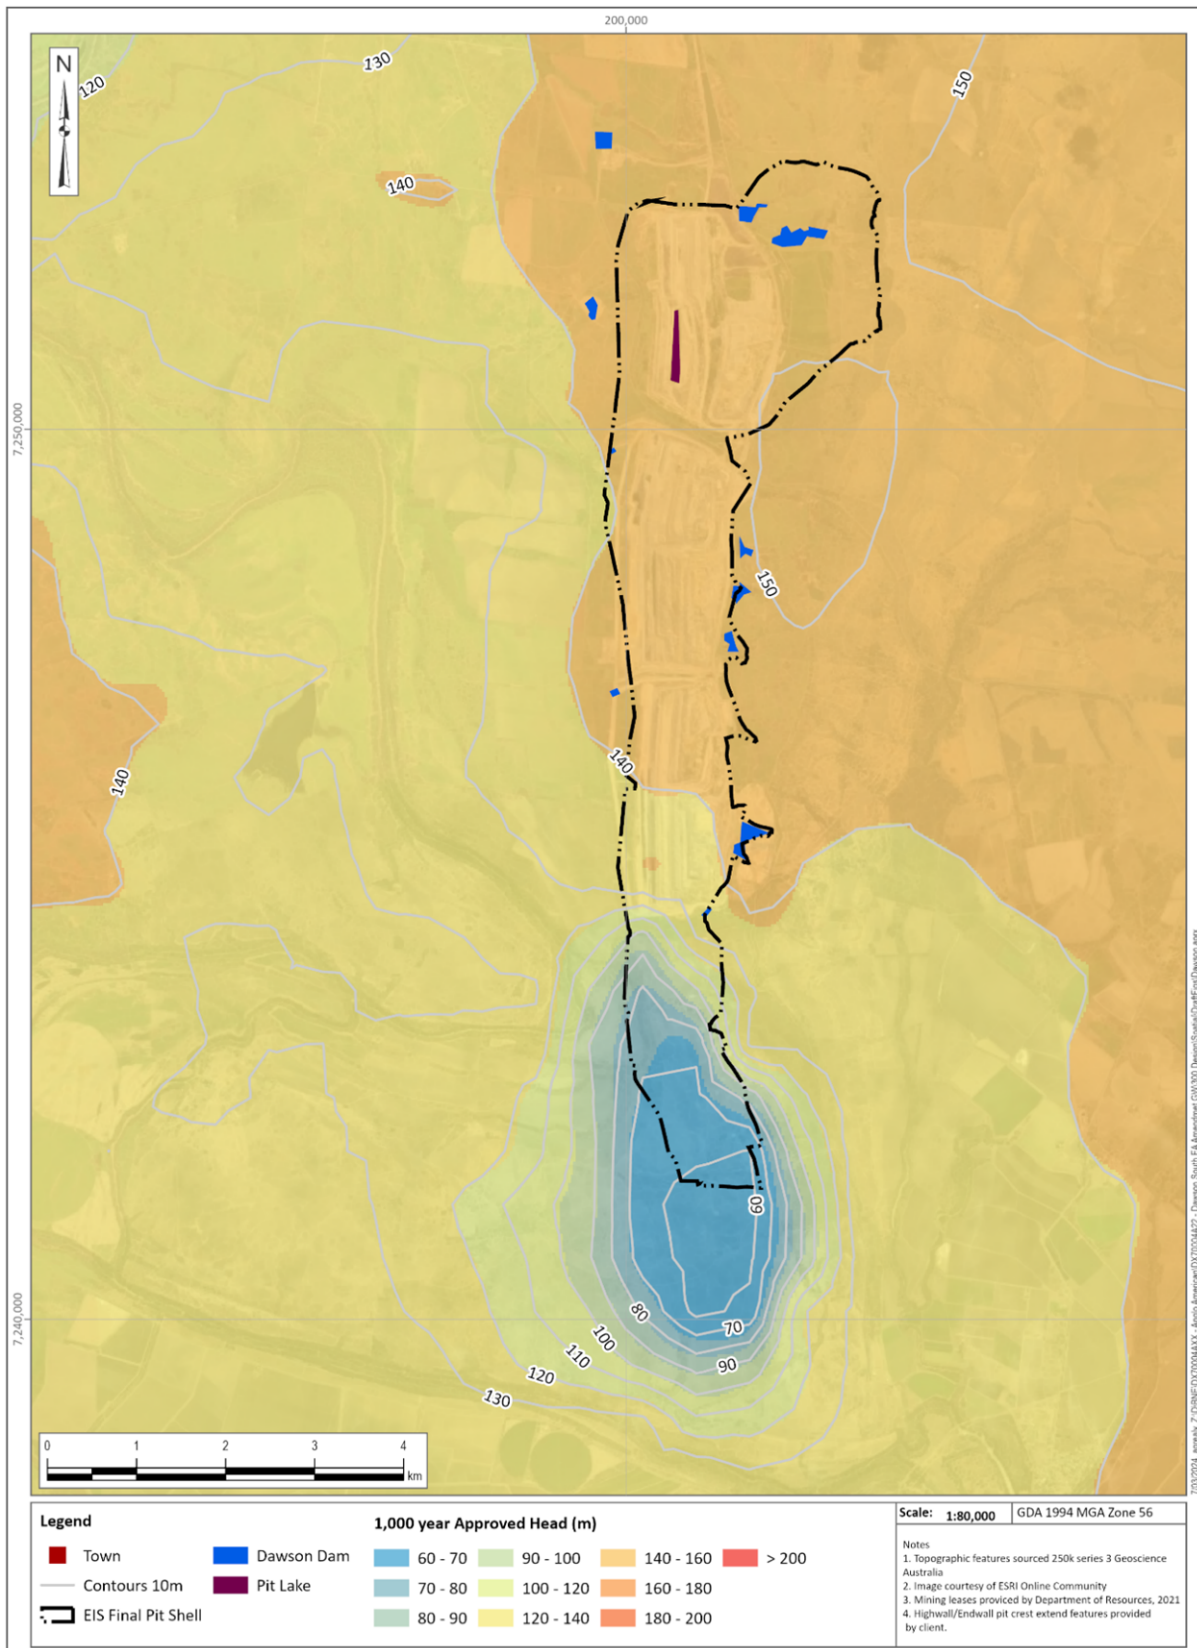 200,000
N
130
120
150
140
7,250,000
150
140
140
60
7,240,000
80
70
100
90
110
120
130
0 1 2 3 4
km
Legend
Town
Contours 10m
EIS Final Pit Shell
Dawson Dam
Pit Lake
1,000 year Approved Head (m)
60 - 70
70 - 80
80 - 90
90 - 100
100 - 120
120 - 140
140 - 160
160 - 180
180 - 200
> 200
Scale: 1:80,000
GDA 1994 MGA Zone 56
Notes
1. Topographic features sourced 250k series 3 Geoscience
Australia
2. Image courtesy of ESRI Online Community
3. Mining leases proviced by Department of Resources, 2021
4. Highwall/Endwall pit crest extend features provided
by client.